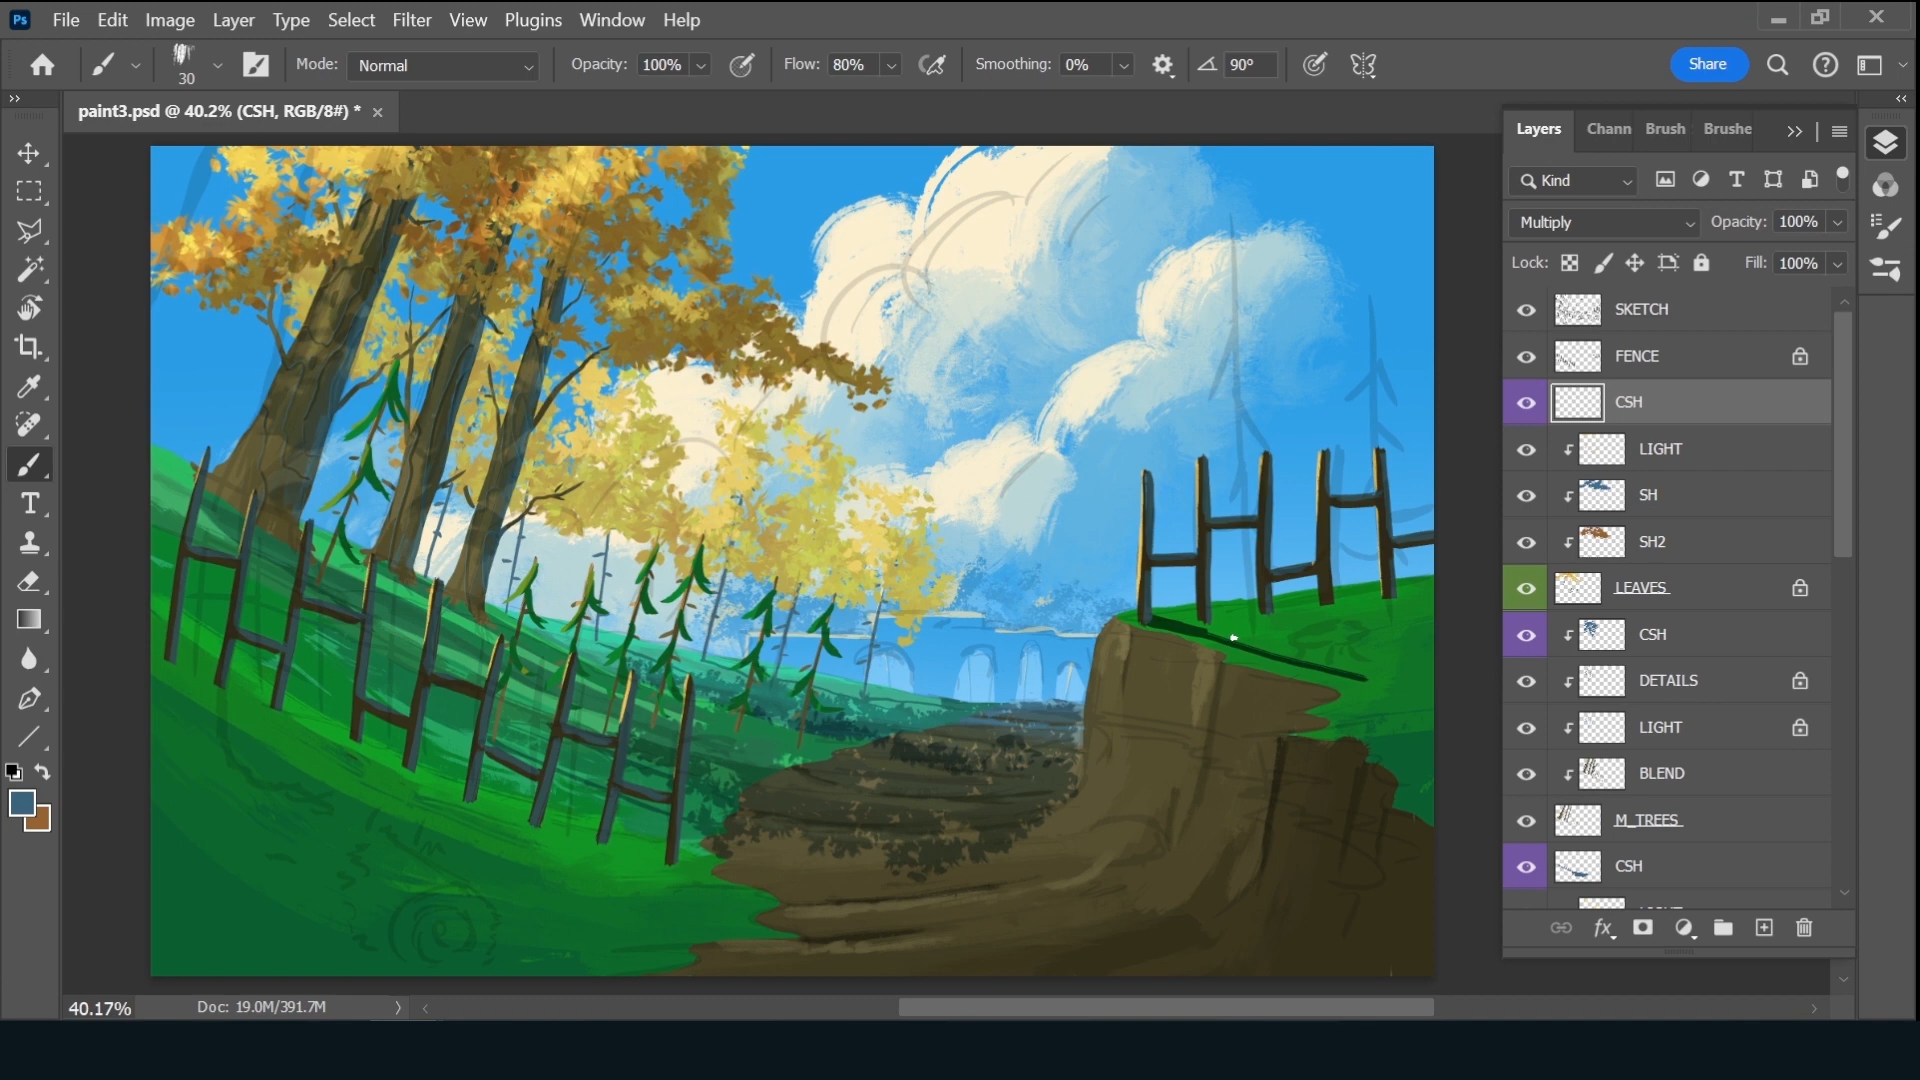 Ps File Edit Image Layer Type Select Filter View Plugins Window Help
30 Mode: Normal Opacity: 100% Flow: 80% Smoothing: 0% 90° Share
paint3.psd @ 40.2% (CSH, RGB/8#) *
Layers Chann Brush Brushe
Kind
Multiply Opacity: 100%
Lock: Fill: 100%
SKETCH
FENCE
CSH
LIGHT
SH
SH2
LEAVES
CSH
DETAILS
LIGHT
BLEND
M_TREES
CSH
fx
40.17% Doc: 19.0M/391.7M